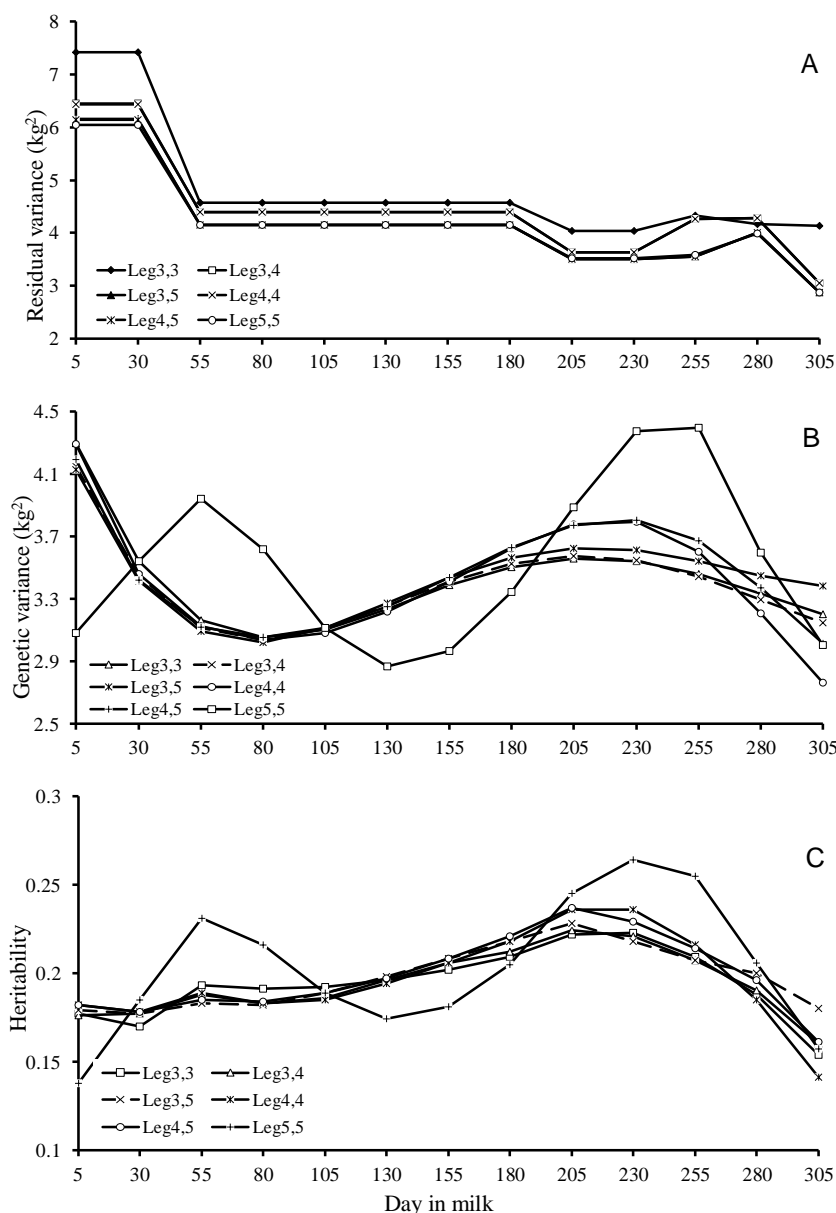 8
7
6
5
4
3
2
Residual variance (kg²)
A
Leg3,3 Leg3,4
Leg3,5 Leg4,4
Leg4,5 Leg5,5
5 30 55 80 105 130 155 180 205 230 255 280 305
4.5
4.1
3.7
3.3
2.9
2.5
Genetic variance (kg²)
B
Leg3,3 Leg3,4
Leg3,5 Leg4,4
Leg4,5 Leg5,5
5 30 55 80 105 130 155 180 205 230 255 280 305
0.3
0.25
0.2
0.15
0.1
Heritability
C
Leg3,3 Leg3,4
Leg3,5 Leg4,4
Leg4,5 Leg5,5
5 30 55 80 105 130 155 180 205 230 255 280 305
Day in milk